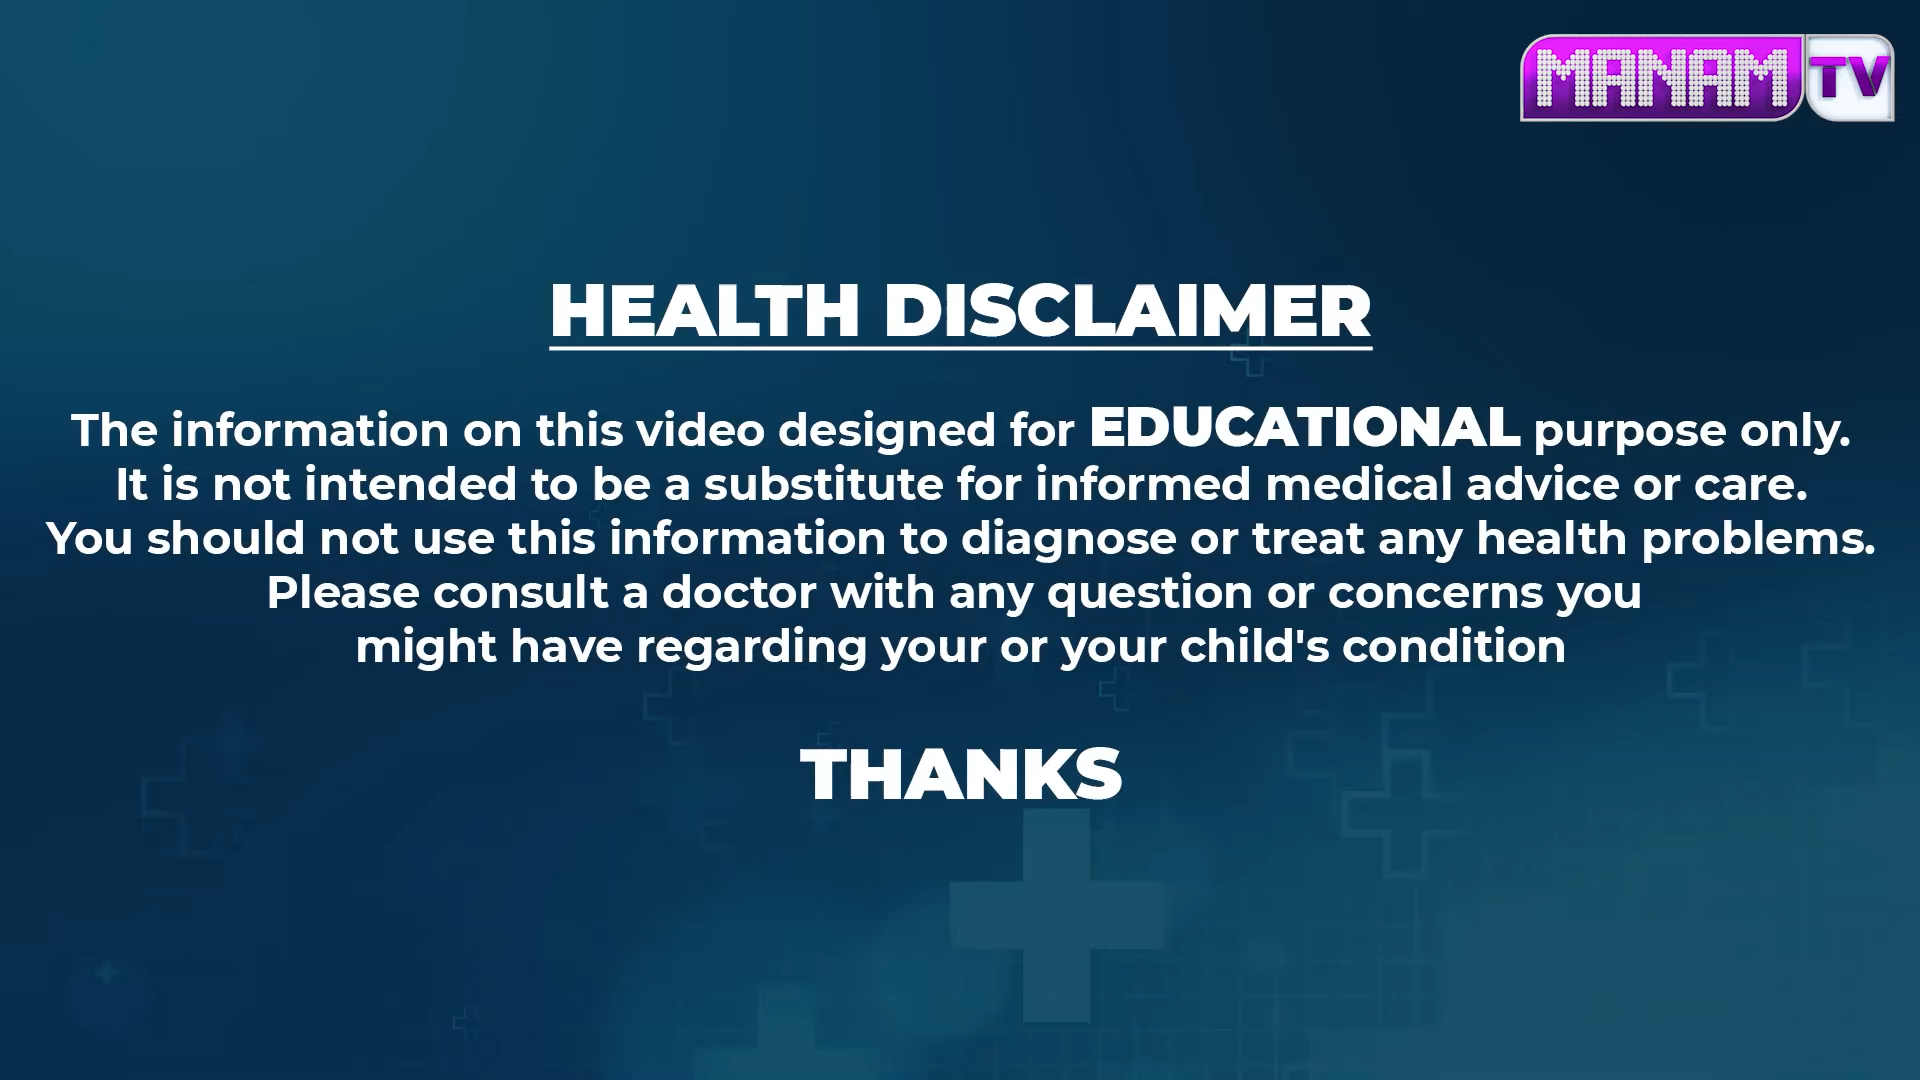 MANAM TV
HEALTH DISCLAIMER
The information on this video designed for EDUCATIONAL purpose only.
It is not intended to be a substitute for informed medical advice or care.
You should not use this information to diagnose or treat any health problems.
Please consult a doctor with any question or concerns you
might have regarding your or your child's condition
THANKS